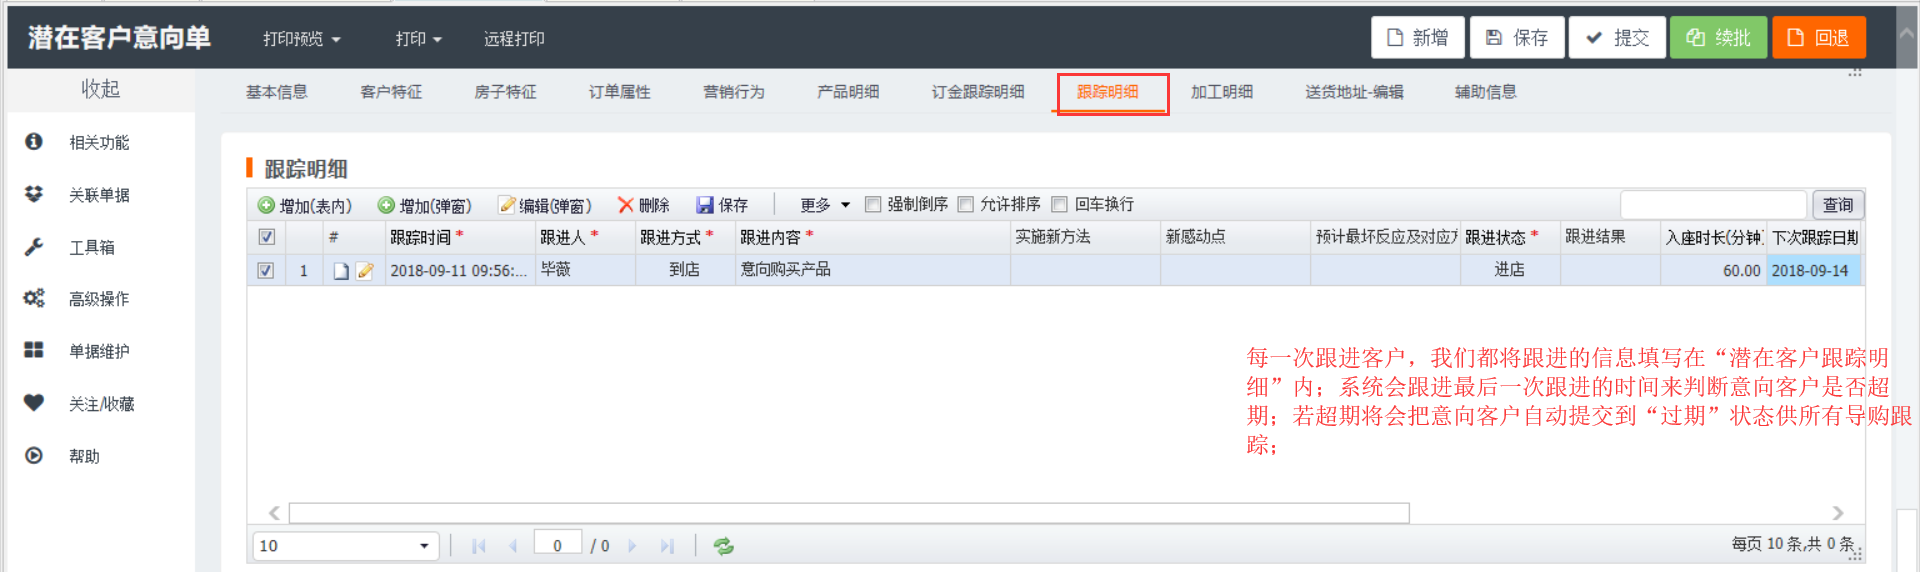 潜在客户意向单 打印预览 打印 远程打印 新增 保存 提交 续批 回退
收起 基本信息 客户特征 房子特征 订单属性 营销行为 产品明细 订金跟踪明细 跟踪明细 加工明细 送货地址-编辑 辅助信息
相关功能
关联单据
工具箱
高级操作
单据维护
关注/收藏
帮助
跟踪明细
增加(表内) 增加(弹窗) 编辑(弹窗) 删除 保存 更多 强制倒序 允许排序 回车换行 查询
# 跟踪时间 * 跟进人 * 跟进方式 * 跟进内容 * 实施新方法 新感动点 预计最坏反应及对应方 跟进状态 * 跟进结果 入座时长(分钟) 下次跟踪日期
1 2018-09-11 09:56:... 毕薇 到店 意向购买产品 进店 60.00 2018-09-14
每一次跟进客户，我们都将跟进的信息填写在“潜在客户跟踪明
细”内；系统会跟进最后一次跟进的时间来判断意向客户是否超
期；若超期将会把意向客户自动提交到“过期”状态供所有导购跟
踪；
10 0 / 0 每页 10 条,共 0 条